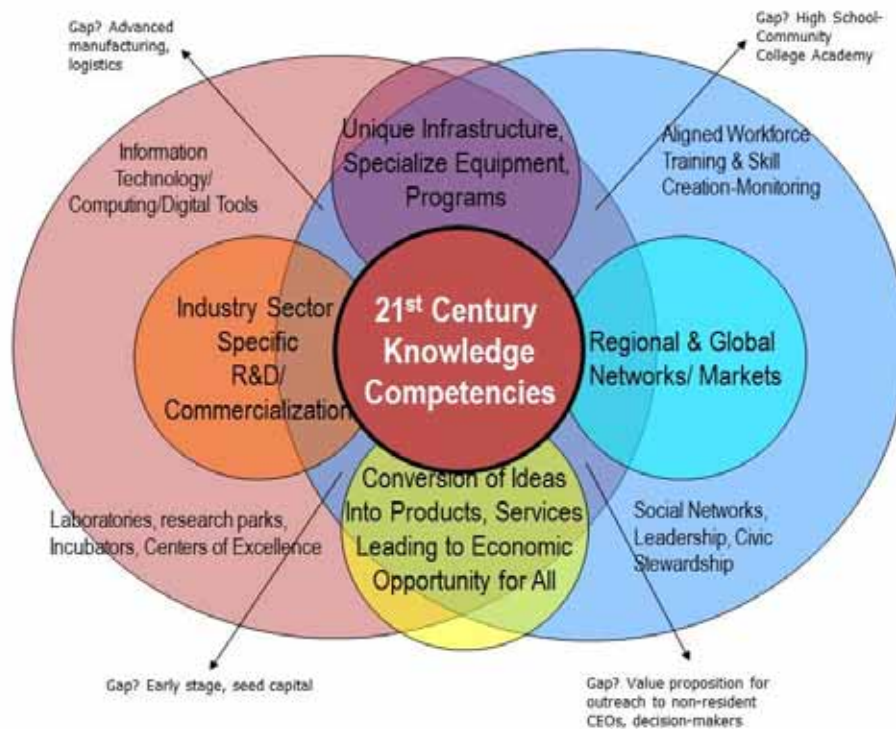 Gap? Advanced
manufacturing,
logistics
Gap? High School-
Community
College Academy
Unique Infrastructure,
Specialize Equipment,
Programs
Information
Technology/
Computing/Digital Tools
Aligned Workforce
Training & Skill
Creation-Monitoring
Industry Sector
Specific
R&D/
Commercialization
21st Century
Knowledge
Competencies
Regional & Global
Networks/ Markets
Conversion of Ideas
Into Products, Services
Leading to Economic
Opportunity for All
Laboratories, research parks,
Incubators, Centers of Excellence
Social Networks,
Leadership, Civic
Stewardship
Gap? Early stage, seed capital
Gap? Value proposition for
outreach to non-resident
CEOs, decision-makers